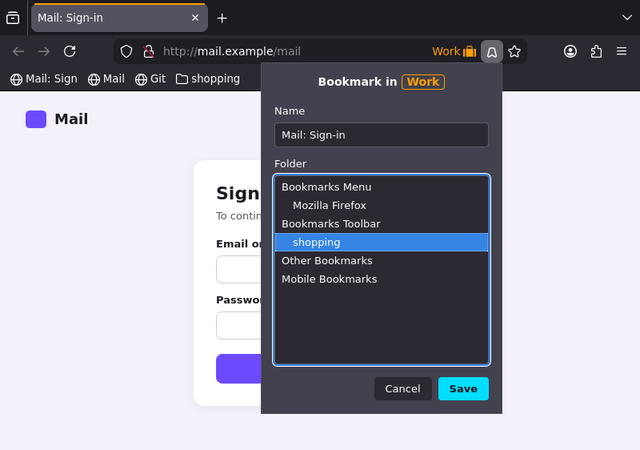 Mail: Sign-in
http://mail.example/mail
Work
Mail: Sign
Mail
Git
shopping
Mail
Sign
To contin
Email or
Passwor
Bookmark in Work
Name
Mail: Sign-in
Folder
Bookmarks Menu
Mozilla Firefox
Bookmarks Toolbar
shopping
Other Bookmarks
Mobile Bookmarks
Cancel
Save